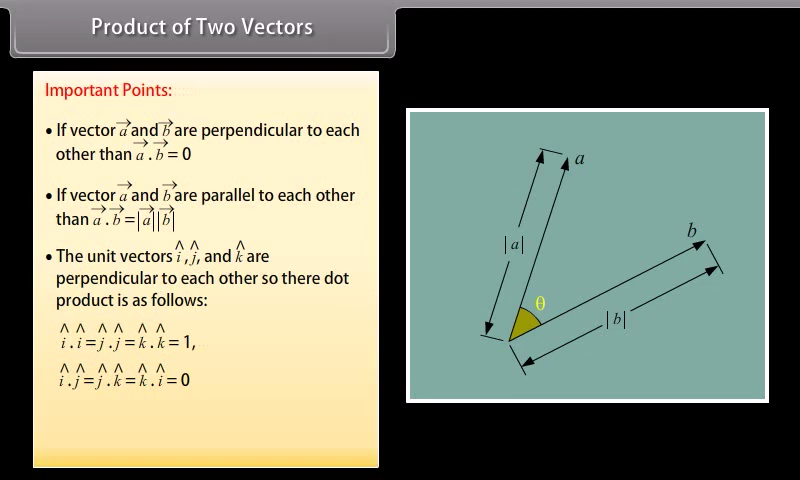 Product of Two Vectors
Important Points:
• If vector a⃗ and b⃗ are perpendicular to each
other than a⃗ . b⃗ = 0
• If vector a⃗ and b⃗ are parallel to each other
than a⃗ . b⃗ = |a⃗||b⃗|
• The unit vectors î, ĵ, and k̂ are
perpendicular to each other so there dot
product is as follows:
î . î = ĵ . ĵ = k̂ . k̂ = 1,
î . ĵ = ĵ . k̂ = k̂ . î = 0
a
b
|a|
θ
|b|